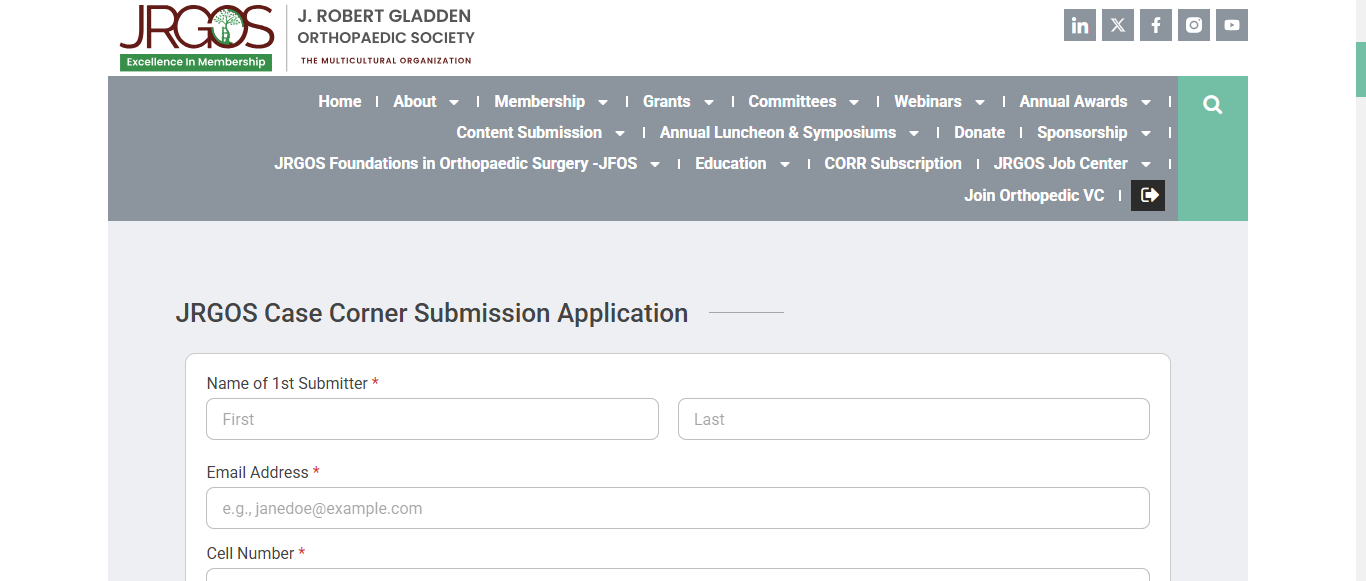 JRGOS
Excellence In Membership
J. ROBERT GLADDEN
ORTHOPAEDIC SOCIETY
THE MULTICULTURAL ORGANIZATION
Home | About | Membership | Grants | Committees | Webinars | Annual Awards |
Content Submission | Annual Luncheon & Symposiums | Donate | Sponsorship |
JRGOS Foundations in Orthopaedic Surgery -JFOS | Education | CORR Subscription | JRGOS Job Center |
Join Orthopedic VC |
JRGOS Case Corner Submission Application
Name of 1st Submitter *
First Last
Email Address *
e.g., janedoe@example.com
Cell Number *